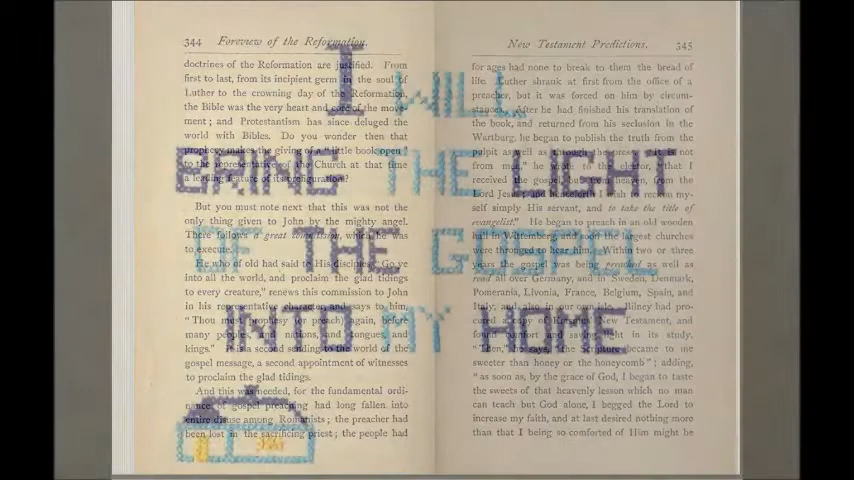 344 Foreview of the Reformation.
doctrines of the Reformation are justified. From
first to last, from its incipient germ in the soul of
Luther to the crowning day of the Reformation,
the Bible was the very heart and core of the move-
ment; and Protestantism has since deluged the
world with Bibles. Do you wonder then that
prophecy makes the giving of a "little book open"
to the representative of the Church at that time
a leading feature of its prefiguration?
But you must note next that this was not the
only thing given to John by the mighty angel.
There follows a great commission, which he was
to execute.
He who of old had said to His disciples, "Go ye
into all the world, and proclaim the glad tidings
to every creature," renews this commission to John
in his representative character, and says to him,
"Thou must prophesy (or preach) again, before
many peoples, and nations, and tongues, and
kings." It is a second sending to the world of the
gospel message, a second appointment of witnesses
to proclaim the glad tidings.
And this was needed, for the fundamental ordi-
nance of gospel preaching had long fallen into
entire disuse among Romanists; the preacher had
been lost in the sacrificing priest; the people had
New Testament Predictions. 345
for ages had none to break to them the bread of
life. Luther shrank at first from the office of a
preacher, but it was forced on him by circum-
stances. After he had finished his translation of
the book, and returned from his seclusion in the
Wartburg, he began to publish the truth from the
pulpit as well as through the press. "It is not
from men," he wrote to the elector, "that I
received the gospel, but from heaven, from the
Lord Jesus; and henceforth I wish to reckon my-
self simply His servant, and to take the title of
evangelist." He began to preach in an old wooden
hall in Wittemberg, and soon the largest churches
were thronged to hear him. Within two or three
years the gospel was being preached as well as
read all over Germany, and in Sweden, Denmark,
Pomerania, Livonia, France, Belgium, Spain, and
Italy, and also in our own. Bilney had pro-
cured a copy of New Testament, and
found comfort in its study.
"Then," he says, "the Scripture became to me
sweeter than honey or the honeycomb"; adding,
"as soon as, by the grace of God, I began to taste
the sweets of that heavenly lesson which no man
can teach but God alone, I begged the Lord to
increase my faith, and at last desired nothing more
than that I being so comforted of Him might be
I WILL
BRING THE LIGHT
OF THE GOSPEL
INTO MY HOME